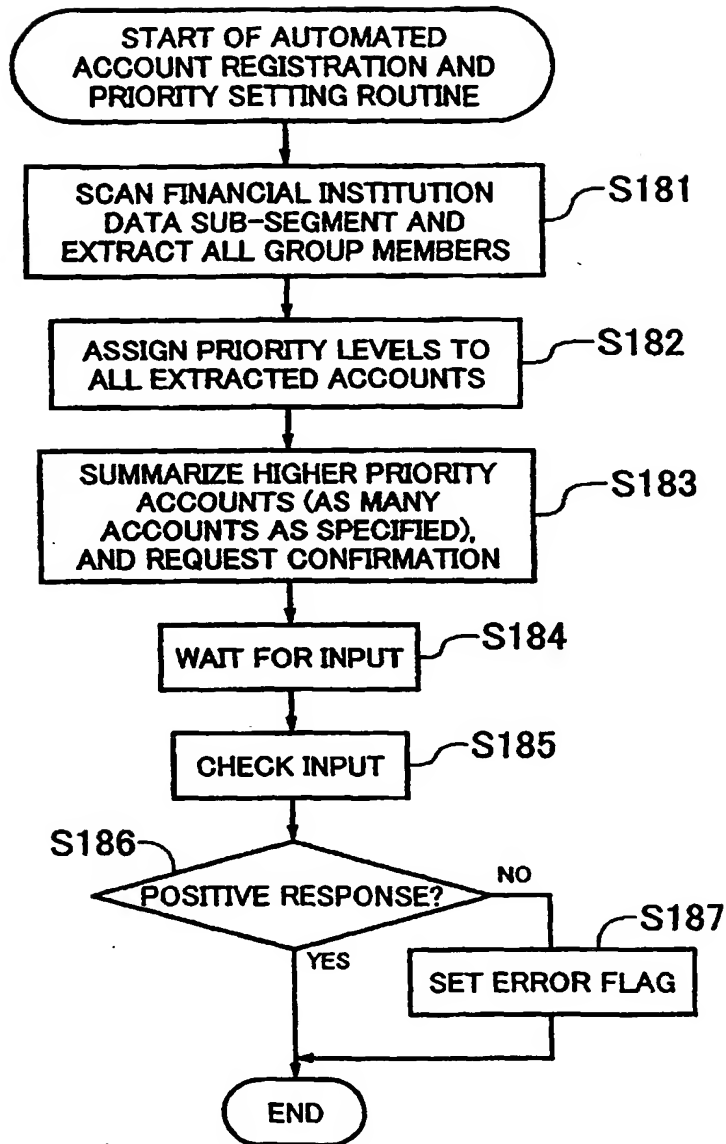 START OF AUTOMATED
ACCOUNT REGISTRATION AND
PRIORITY SETTING ROUTINE
SCAN FINANCIAL INSTITUTION
DATA SUB-SEGMENT AND
EXTRACT ALL GROUP MEMBERS
S181
ASSIGN PRIORITY LEVELS TO
ALL EXTRACTED ACCOUNTS
S182
SUMMARIZE HIGHER PRIORITY
ACCOUNTS (AS MANY
ACCOUNTS AS SPECIFIED),
AND REQUEST CONFIRMATION
S183
WAIT FOR INPUT
S184
CHECK INPUT
S185
S186
POSITIVE RESPONSE?
NO
YES
S187
SET ERROR FLAG
END